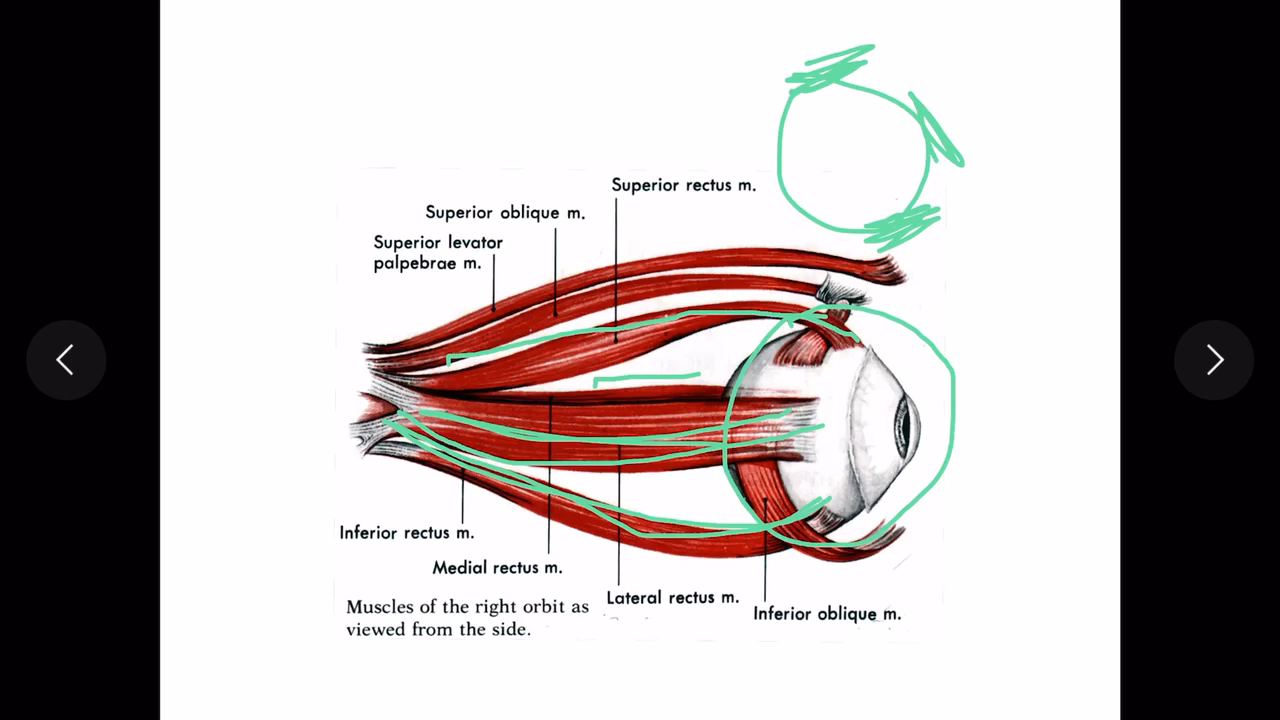 Superior rectus m.
Superior oblique m.
Superior levator
palpebrae m.
Inferior rectus m.
Medial rectus m.
Lateral rectus m.
Inferior oblique m.
Muscles of the right orbit as
viewed from the side.